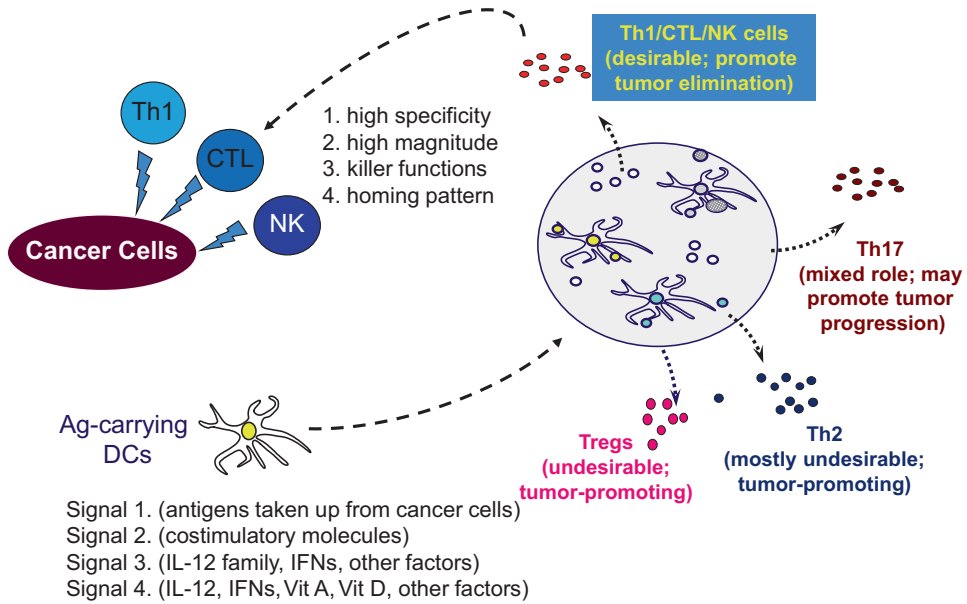 Th1/CTL/NK cells
(desirable; promote
tumor elimination)
Th1
CTL
NK
Cancer Cells
1. high specificity
2. high magnitude
3. killer functions
4. homing pattern
Th17
(mixed role; may
promote tumor
progression)
Th2
(mostly undesirable;
tumor-promoting)
Tregs
(undesirable;
tumor-promoting)
Ag-carrying
DCs
Signal 1. (antigens taken up from cancer cells)
Signal 2. (costimulatory molecules)
Signal 3. (IL-12 family, IFNs, other factors)
Signal 4. (IL-12, IFNs, Vit A, Vit D, other factors)